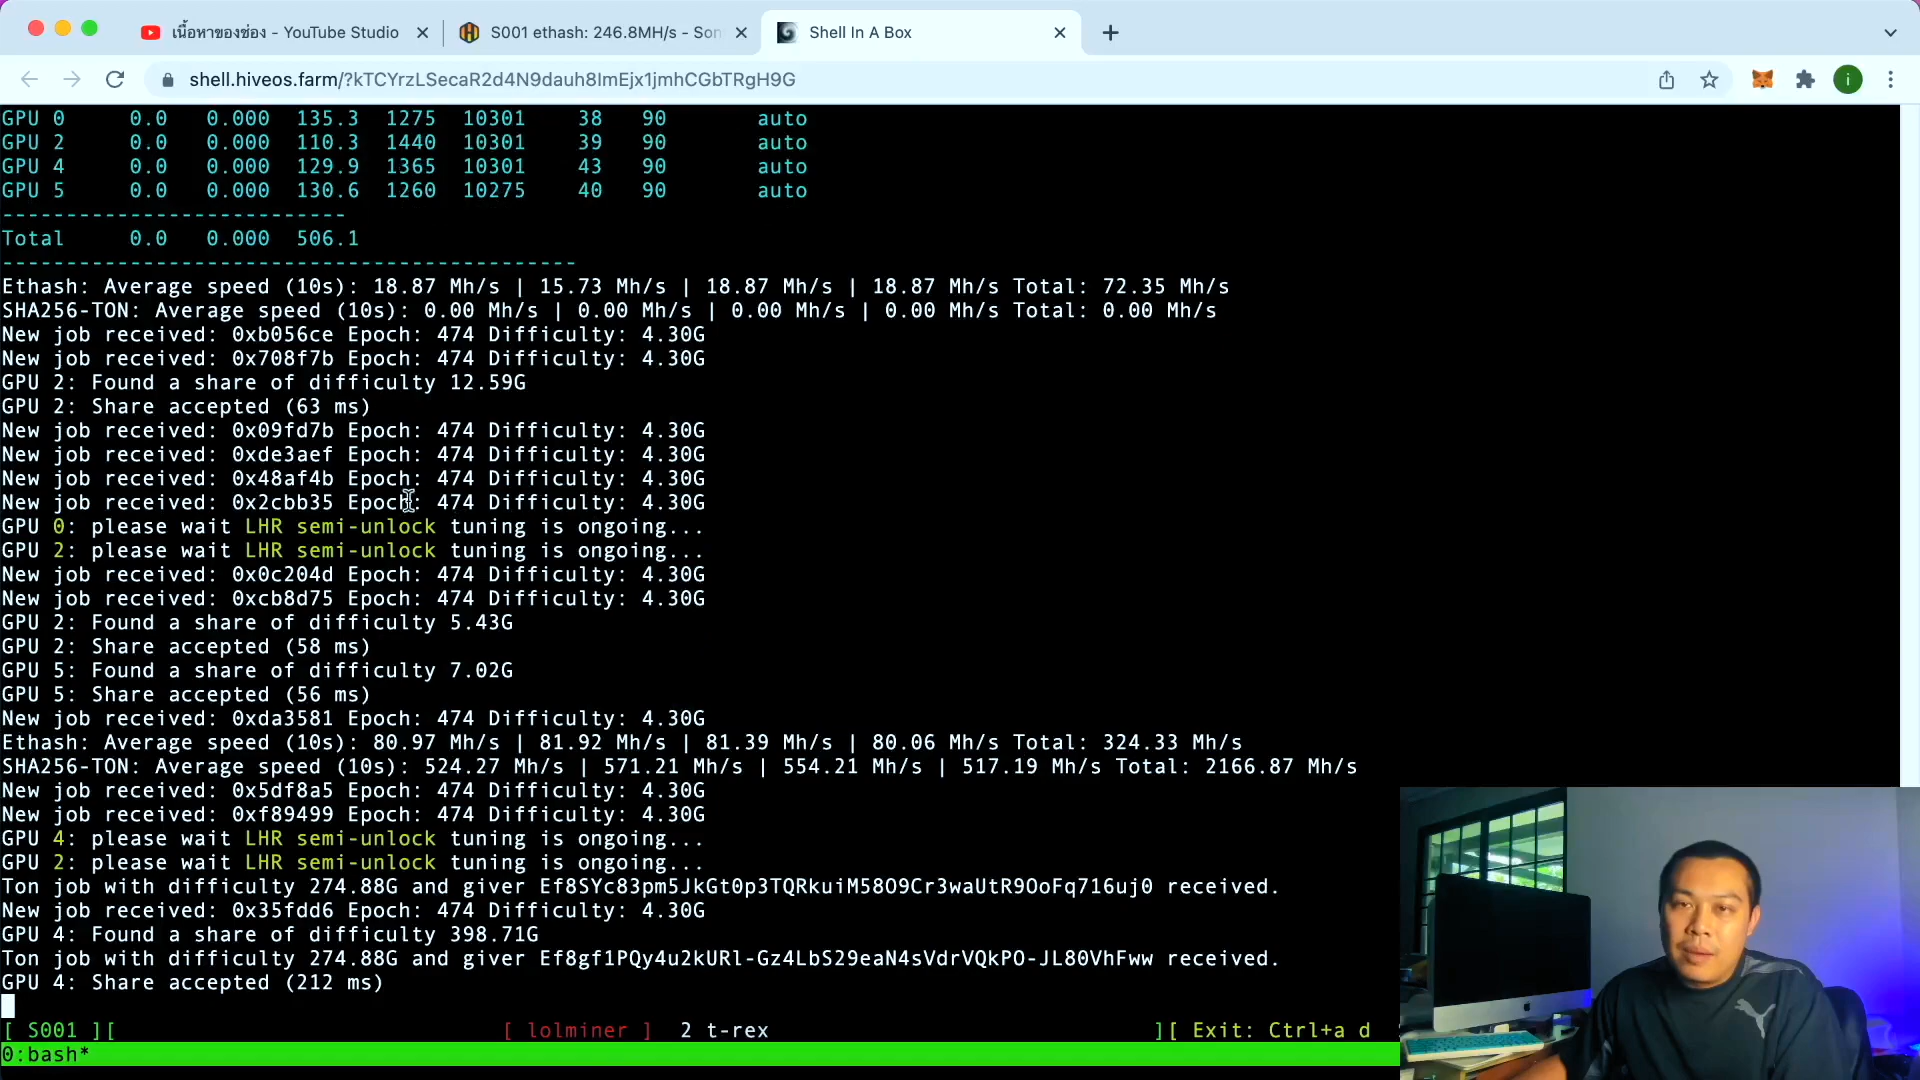 เนื้อหาของช่อง - YouTube Studio
S001 ethash: 246.8MH/s - Son
Shell In A Box
shell.hiveos.farm/?kTCYrzLSecaR2d4N9dauh8ImEjx1jmhCGbTRgH9G
i
GPU 0 0.0 0.000 135.3 1275 10301 38 90 auto
GPU 2 0.0 0.000 110.3 1440 10301 39 90 auto
GPU 4 0.0 0.000 129.9 1365 10301 43 90 auto
GPU 5 0.0 0.000 130.6 1260 10275 40 90 auto
---------------------------
Total 0.0 0.000 506.1
---------------------------------------------
Ethash: Average speed (10s): 18.87 Mh/s | 15.73 Mh/s | 18.87 Mh/s | 18.87 Mh/s Total: 72.35 Mh/s
SHA256-TON: Average speed (10s): 0.00 Mh/s | 0.00 Mh/s | 0.00 Mh/s | 0.00 Mh/s Total: 0.00 Mh/s
New job received: 0xb056ce Epoch: 474 Difficulty: 4.30G
New job received: 0x708f7b Epoch: 474 Difficulty: 4.30G
GPU 2: Found a share of difficulty 12.59G
GPU 2: Share accepted (63 ms)
New job received: 0x09fd7b Epoch: 474 Difficulty: 4.30G
New job received: 0xde3aef Epoch: 474 Difficulty: 4.30G
New job received: 0x48af4b Epoch: 474 Difficulty: 4.30G
New job received: 0x2cbb35 Epoch: 474 Difficulty: 4.30G
GPU 0: please wait LHR semi-unlock tuning is ongoing...
GPU 2: please wait LHR semi-unlock tuning is ongoing...
New job received: 0x0c204d Epoch: 474 Difficulty: 4.30G
New job received: 0xcb8d75 Epoch: 474 Difficulty: 4.30G
GPU 2: Found a share of difficulty 5.43G
GPU 2: Share accepted (58 ms)
GPU 5: Found a share of difficulty 7.02G
GPU 5: Share accepted (56 ms)
New job received: 0xda3581 Epoch: 474 Difficulty: 4.30G
Ethash: Average speed (10s): 80.97 Mh/s | 81.92 Mh/s | 81.39 Mh/s | 80.06 Mh/s Total: 324.33 Mh/s
SHA256-TON: Average speed (10s): 524.27 Mh/s | 571.21 Mh/s | 554.21 Mh/s | 517.19 Mh/s Total: 2166.87 Mh/s
New job received: 0x5df8a5 Epoch: 474 Difficulty: 4.30G
New job received: 0xf89499 Epoch: 474 Difficulty: 4.30G
GPU 4: please wait LHR semi-unlock tuning is ongoing...
GPU 2: please wait LHR semi-unlock tuning is ongoing...
Ton job with difficulty 274.88G and giver Ef8SYc83pm5JkGt0p3TQRkuiM58O9Cr3waUtR9OoFq716uj0 received.
New job received: 0x35fdd6 Epoch: 474 Difficulty: 4.30G
GPU 4: Found a share of difficulty 398.71G
Ton job with difficulty 274.88G and giver Ef8gf1PQy4u2kURl-Gz4LbS29eaN4sVdrVQkPO-JL80VhFww received.
GPU 4: Share accepted (212 ms)
[ S001 ][ [ lolminer ] 2 t-rex ][ Exit: Ctrl+a d
0:bash*